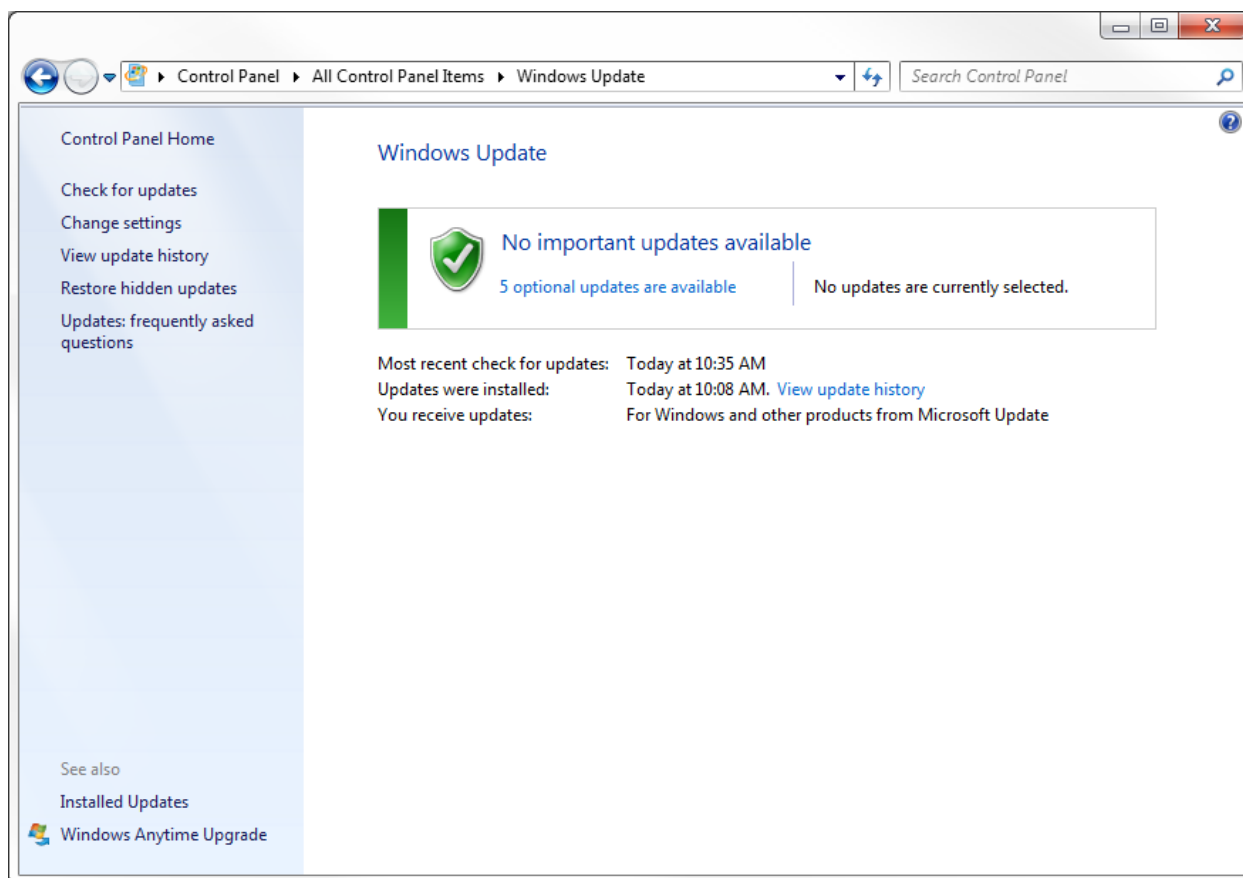 Control Panel ▸ All Control Panel Items ▸ Windows Update
Search Control Panel
Control Panel Home
Check for updates
Change settings
View update history
Restore hidden updates
Updates: frequently asked
questions
See also
Installed Updates
Windows Anytime Upgrade
Windows Update
No important updates available
5 optional updates are available
No updates are currently selected.
Most recent check for updates: Today at 10:35 AM
Updates were installed: Today at 10:08 AM. View update history
You receive updates: For Windows and other products from Microsoft Update